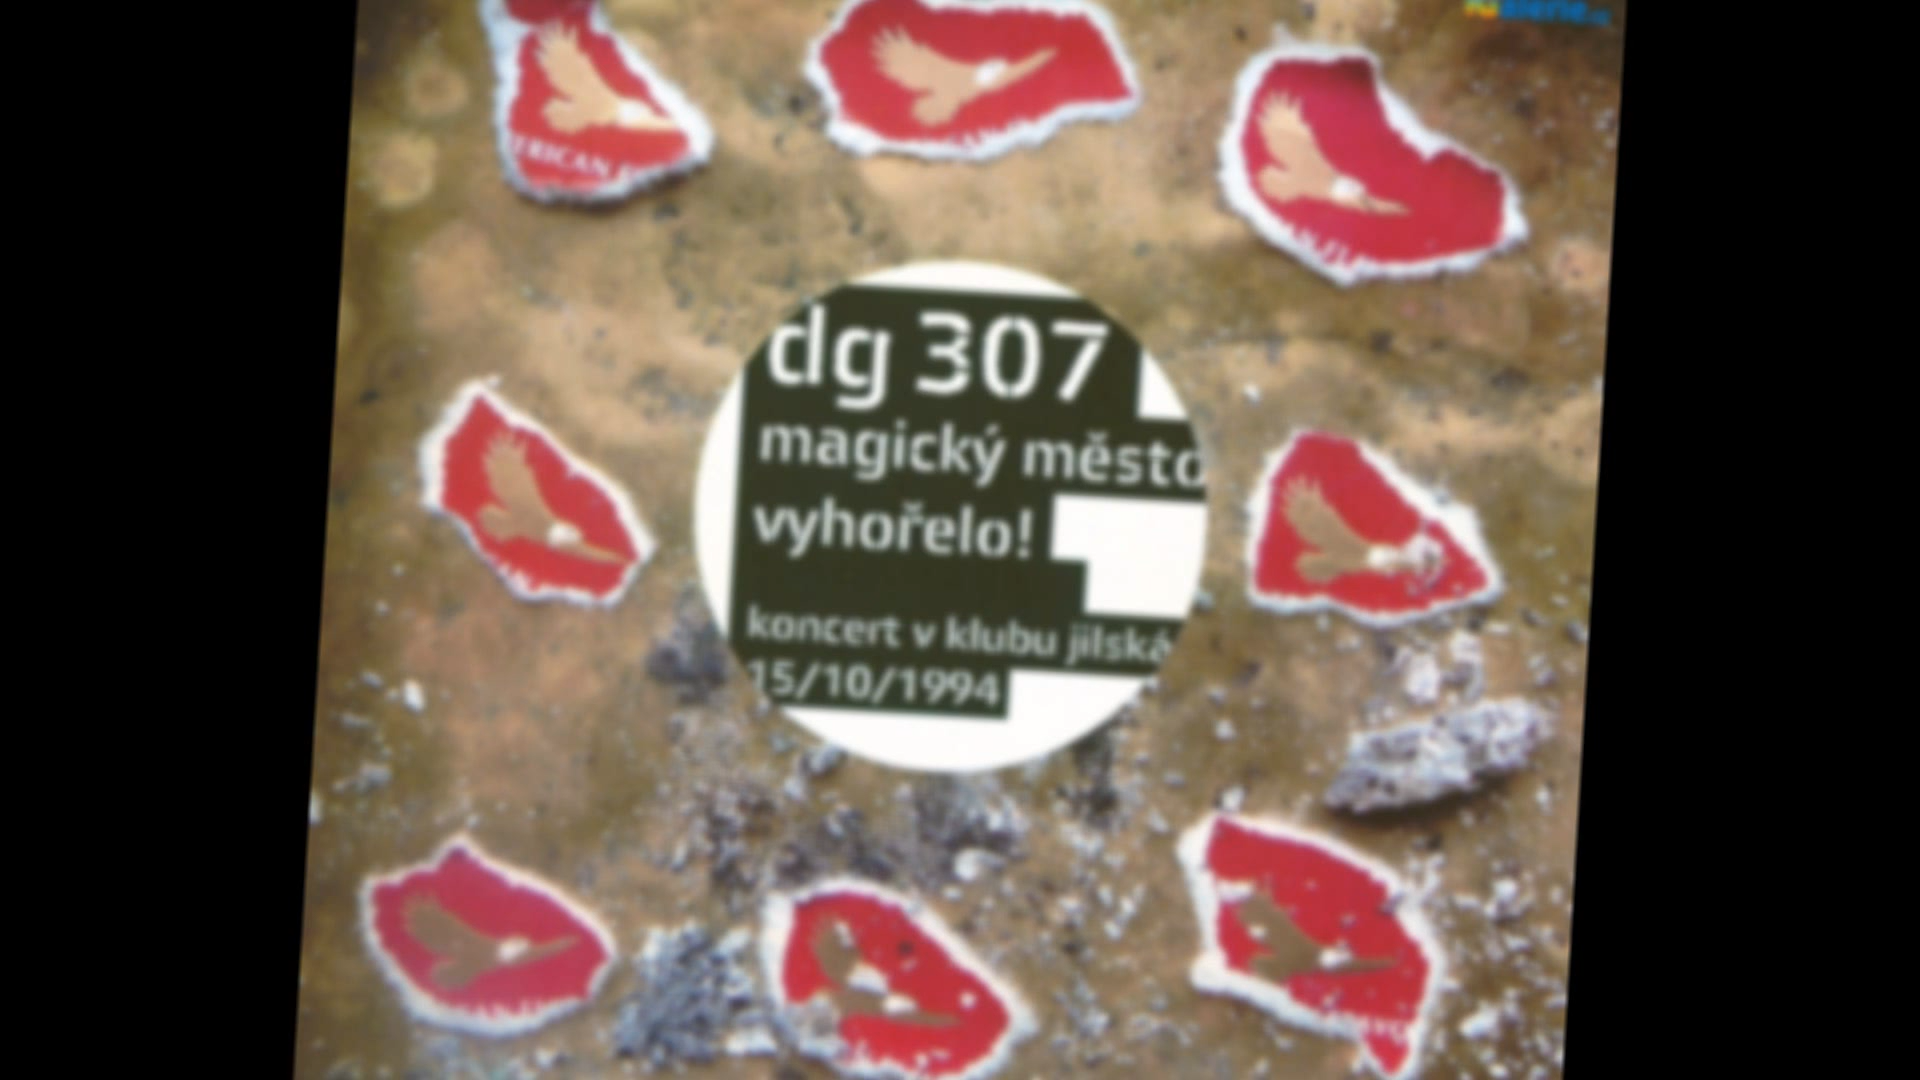 dg 307
magický město
vyhořelo!
koncert v klubu jilská
15/10/1994